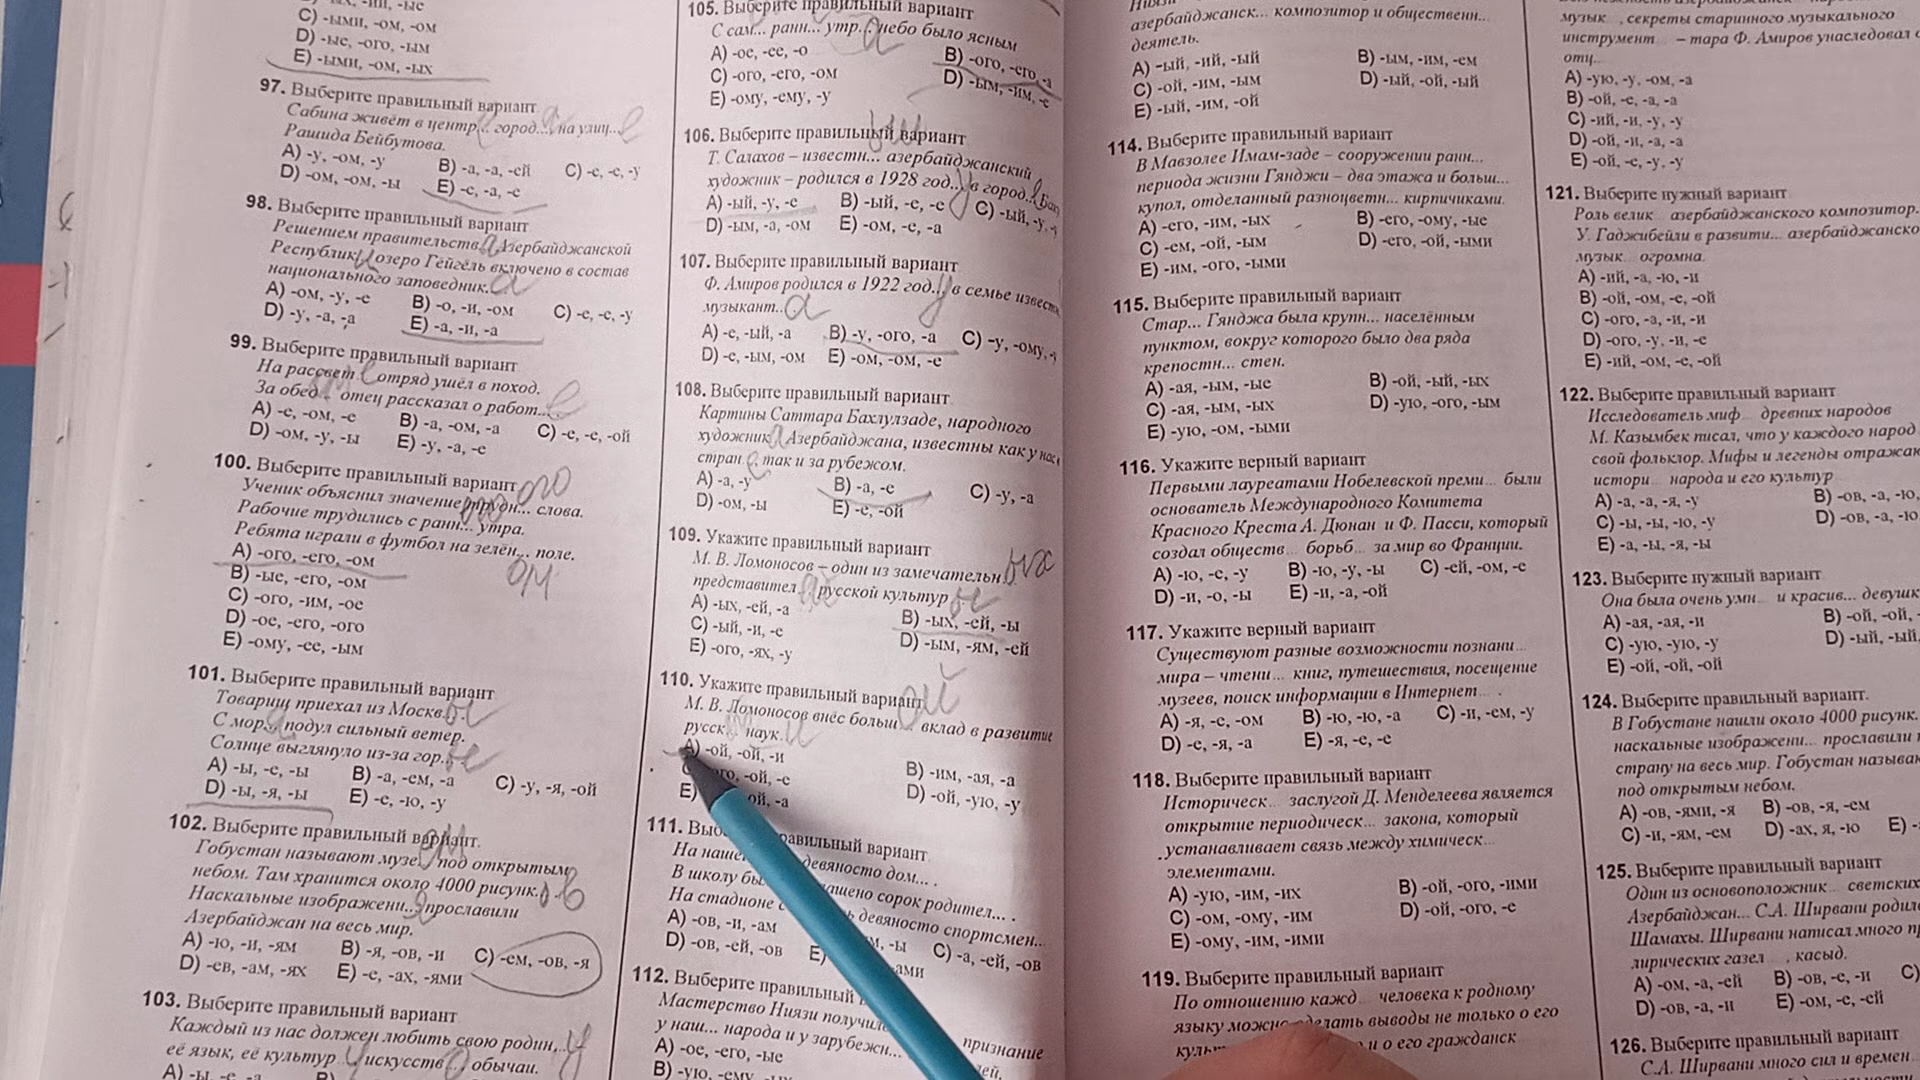 C) -ыми, -ом, -ом
D) -ые, -ого, -ым
E) -ыми, -ом, -ых
97. Выберите правильный вариант
Сабина живёт в центр... город... на улиц...
Рашида Бейбутова.
A) -у, -ом, -у B) -а, -а, -ей C) -е, -е, -у
D) -ом, -ом, -ы E) -е, -а, -е
98. Выберите правильный вариант
Решением правительств Азербайджанской
Республик озеро Гёйгёль включено в состав
национального заповедник.
A) -ом, -у, -е B) -о, -и, -ом C) -е, -е, -у
D) -у, -а, -а E) -а, -и, -а
99. Выберите правильный вариант
На рассвет отряд ушёл в поход.
За обед отец рассказал о работ...
A) -е, -ом, -е B) -а, -ом, -а C) -е, -е, -ой
D) -ом, -у, -ы E) -у, -а, -е
100. Выберите правильный вариант
Ученик объяснил значение трудн... слова.
Рабочие трудились с ранн... утра.
Ребята играли в футбол на зелён... поле.
A) -ого, -его, -ом
B) -ые, -его, -ом
C) -ого, -им, -ое
D) -ое, -его, -ого
E) -ому, -ее, -ым
101. Выберите правильный вариант
Товарищ приехал из Москв
С мор... подул сильный ветер.
Солнце выглянуло из-за гор.
A) -ы, -е, -ы B) -а, -ем, -а C) -у, -я, -ой
D) -ы, -я, -ы E) -е, -ю, -у
102. Выберите правильный вариант.
Гобустан называют музе под открытым
небом. Там хранится около 4000 рисунк.
Наскальные изображени... прославили
Азербайджан на весь мир.
A) -ю, -и, -ям B) -я, -ов, -и C) -ем, -ов, -я
D) -ев, -ам, -ях E) -е, -ах, -ями
103. Выберите правильный вариант
Каждый из нас должен любить свою родин...,
её язык, её культур искусств... обычаи.
A) -ы, -е, -а B)
105. Выберите правильный вариант
С сам... ранн... утр... небо было ясным
A) -ое, -ее, -о B) -ого, -его, -а
C) -ого, -его, -ом D) -ым, -им, -е
E) -ому, -ему, -у
106. Выберите правильный вариант
Т. Салахов – известн... азербайджанский
художник – родился в 1928 год... в город...
A) -ый, -у, -е B) -ый, -е, -е C) -ый, -у,
D) -ым, -а, -ом E) -ом, -е, -а
107. Выберите правильный вариант
Ф. Амиров родился в 1922 год... в семье извест
музыкант..
A) -е, -ый, -а B) -у, -ого, -а C) -у, -ому,
D) -е, -ым, -ом E) -ом, -ом, -е
108. Выберите правильный вариант
Картины Саттара Бахлулзаде, народного
художник Азербайджана, известны как у нас
стран , так и за рубежом.
A) -а, -у B) -а, -е C) -у, -а
D) -ом, -ы E) -е, -ой
109. Укажите правильный вариант
М. В. Ломоносов – один из замечательн
представител русской культур
A) -ых, -ей, -а B) -ых, -ей, -ы
C) -ый, -и, -е D) -ым, -ям, -ей
E) -ого, -ях, -у
110. Укажите правильный вариант
М. В. Ломоносов внёс больш вклад в развитие
русск наук
A) -ой, -ой, -и B) -им, -ая, -а
-ого, -ой, -е D) -ой, -ую, -у
E) -ой, -а
111. правильный вариант
На наше девяносто дом... .
В школу сорок родител... .
На стадионе девяносто спортсмен...
A) -ов, -и, -ам -ы C) -а, -ей, -ов
D) -ов, -ей, -ов E) -ами
112. Выберите правильный
Мастерство Ниязи получил признание
у наш... народа и у зарубежн...
A) -ое, -его, -ые
B) -ую, -ему,
азербайджанск... композитор и обществени...
деятель.
A) -ый, -ий, -ый B) -ым, -им, -ем
C) -ой, -им, -ым D) -ый, -ой, -ый
E) -ый, -им, -ой
114. Выберите правильный вариант
В Мавзолее Имам-заде – сооружении ранн...
периода жизни Гянджи – два этажа и больш...
купол, отделанный разноцветн... кирпичиками.
A) -его, -им, -ых B) -его, -ому, -ые
C) -ем, -ой, -ым D) -его, -ой, -ыми
E) -им, -ого, -ыми
115. Выберите правильный вариант
Стар... Гянджа была крупн... населённым
пунктом, вокруг которого было два ряда
крепостн... стен.
A) -ая, -ым, -ые B) -ой, -ый, -ых
C) -ая, -ым, -ых D) -ую, -ого, -ым
E) -ую, -ом, -ыми
116. Укажите верный вариант
Первыми лауреатами Нобелевской преми... были
основатель Международного Комитета
Красного Креста А. Дюнан и Ф. Пасси, который
создал обществ... борьб... за мир во Франции.
A) -ю, -е, -у B) -ю, -у, -ы C) -ей, -ом, -е
D) -и, -о, -ы E) -и, -а, -ой
117. Укажите верный вариант
Существуют разные возможности познани...
мира – чтени... книг, путешествия, посещение
музеев, поиск информации в Интернет... .
A) -я, -е, -ом B) -ю, -ю, -а C) -и, -ем, -у
D) -е, -я, -а E) -я, -е, -е
118. Выберите правильный вариант
Историческ... заслугой Д. Менделеева является
открытие периодическ... закона, который
устанавливает связь между химическ...
элементами.
A) -ую, -им, -их B) -ой, -ого, -ими
C) -ом, -ому, -им D) -ой, -ого, -е
E) -ому, -им, -ими
119. Выберите правильный вариант
По отношению кажд... человека к родному
языку можно сделать выводы не только о его
и о его гражданск
музык... , секреты старинного музыкального
инструмент... – тара Ф. Амиров унаследовал
отц...
A) -ую, -у, -ом, -а
B) -ой, -е, -а, -а
C) -ий, -и, -у, -у
D) -ой, -и, -а, -а
E) -ой, -е, -у, -у
121. Выберите нужный вариант
Роль велик... азербайджанского композитор.
У. Гаджибейли в развити... азербайджанско
музык... огромна.
A) -ий, -а, -ю, -и
B) -ой, -ом, -е, -ой
C) -ого, -а, -и, -и
D) -ого, -у, -и, -е
E) -ий, -ом, -е, -ой
122. Выберите правильный вариант
Исследователь миф... древних народов
М. Казымбек писал, что у каждого народ
свой фольклор. Мифы и легенды отражаю
истори... народа и его культур
A) -а, -а, -я, -у B) -ов, -а, -ю,
C) -ы, -ы, -ю, -у D) -ов, -а, -ю
E) -а, -ы, -я, -ы
123. Выберите нужный вариант
Она была очень умн... и красив... девушк
A) -ая, -ая, -и B) -ой, -ой,
C) -ую, -ую, -у D) -ый, -ый,
E) -ой, -ой, -ой
124. Выберите правильный вариант.
В Гобустане нашли около 4000 рисунк.
наскальные изображени... прославили
страну на весь мир. Гобустан называю
под открытым небом.
A) -ов, -ями, -я B) -ов, -я, -ем
C) -и, -ям, -ем D) -ах, я, -ю E)
125. Выберите правильный вариант
Один из основоположник... светских
Азербайджан... С.А. Ширвани родил
Шамахы. Ширвани написал много
лирических газел... , касыд.
A) -ом, -а, -ей B) -ов, -е, -и C)
D) -ов, -а, -и E) -ом, -е, -ей
126. Выберите правильный вариант
С.А. Ширвани много сил и времен